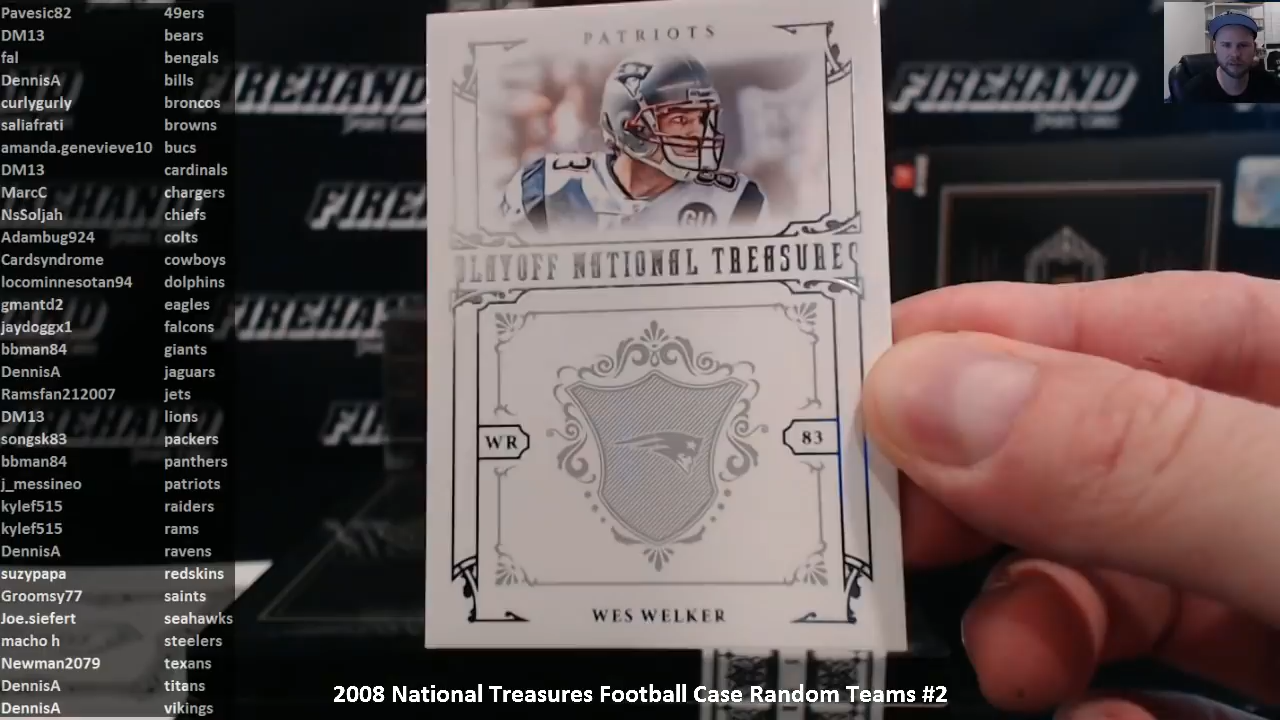 Pavesic82 49ers
DM13 bears
fal bengals
DennisA bills
curlygurly broncos
saliafrati browns
amanda.genevieve10 bucs
DM13 cardinals
MarcC chargers
NsSoljah chiefs
Adambug924 colts
Cardsyndrome cowboys
locominnesotan94 dolphins
gmantd2 eagles
jaydoggx1 falcons
bbman84 giants
DennisA jaguars
Ramsfan212007 jets
DM13 lions
songsk83 packers
bbman84 panthers
j_messineo patriots
kylef515 raiders
kylef515 rams
DennisA ravens
suzypapa redskins
Groomsy77 saints
Joe.siefert seahawks
macho h steelers
Newman2079 texans
DennisA titans
DennisA vikings
PATRIOTS
83
GU
PLAYOFF NATIONAL TREASURES
WR
83
WES WELKER
FIREHAND
FIREHAND
FIREHAND
FIREHAND
2008 National Treasures Football Case Random Teams #2